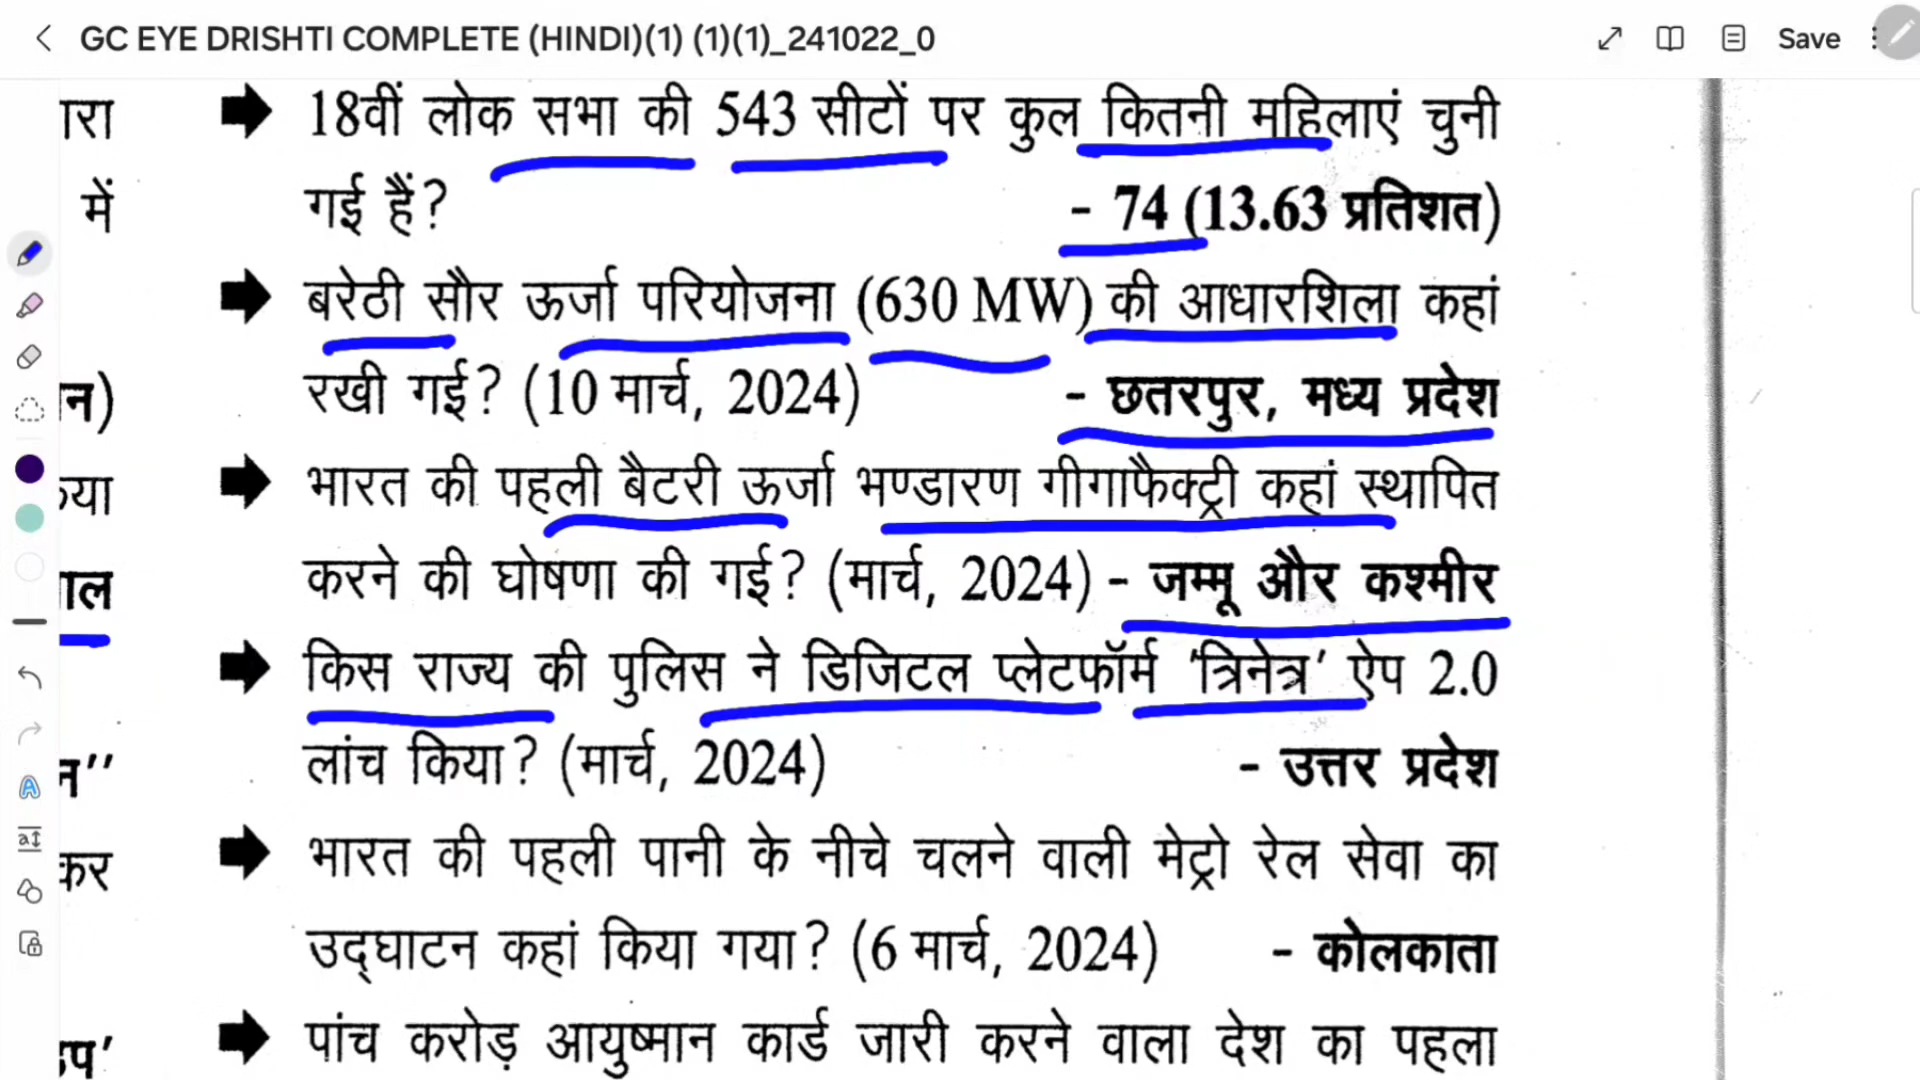 GC EYE DRISHTI COMPLETE (HINDI)(1) (1)(1)_241022_0
Save
18वीं लोक सभा की 543 सीटों पर कुल कितनी महिलाएं चुनी
गई हैं? - 74 (13.63 प्रतिशत)
में
बरेठी सौर ऊर्जा परियोजना (630 MW) की आधारशिला कहां
रखी गई? (10 मार्च, 2024) - छतरपुर, मध्य प्रदेश
भारत की पहली बैटरी ऊर्जा भण्डारण गीगाफैक्ट्री कहां स्थापित
करने की घोषणा की गई? (मार्च, 2024) - जम्मू और कश्मीर
किस राज्य की पुलिस ने डिजिटल प्लेटफॉर्म 'त्रिनेत्र' ऐप 2.0
लांच किया? (मार्च, 2024) - उत्तर प्रदेश
भारत की पहली पानी के नीचे चलने वाली मेट्रो रेल सेवा का
उद्घाटन कहां किया गया? (6 मार्च, 2024) - कोलकाता
पांच करोड़ आयुष्मान कार्ड जारी करने वाला देश का पहला